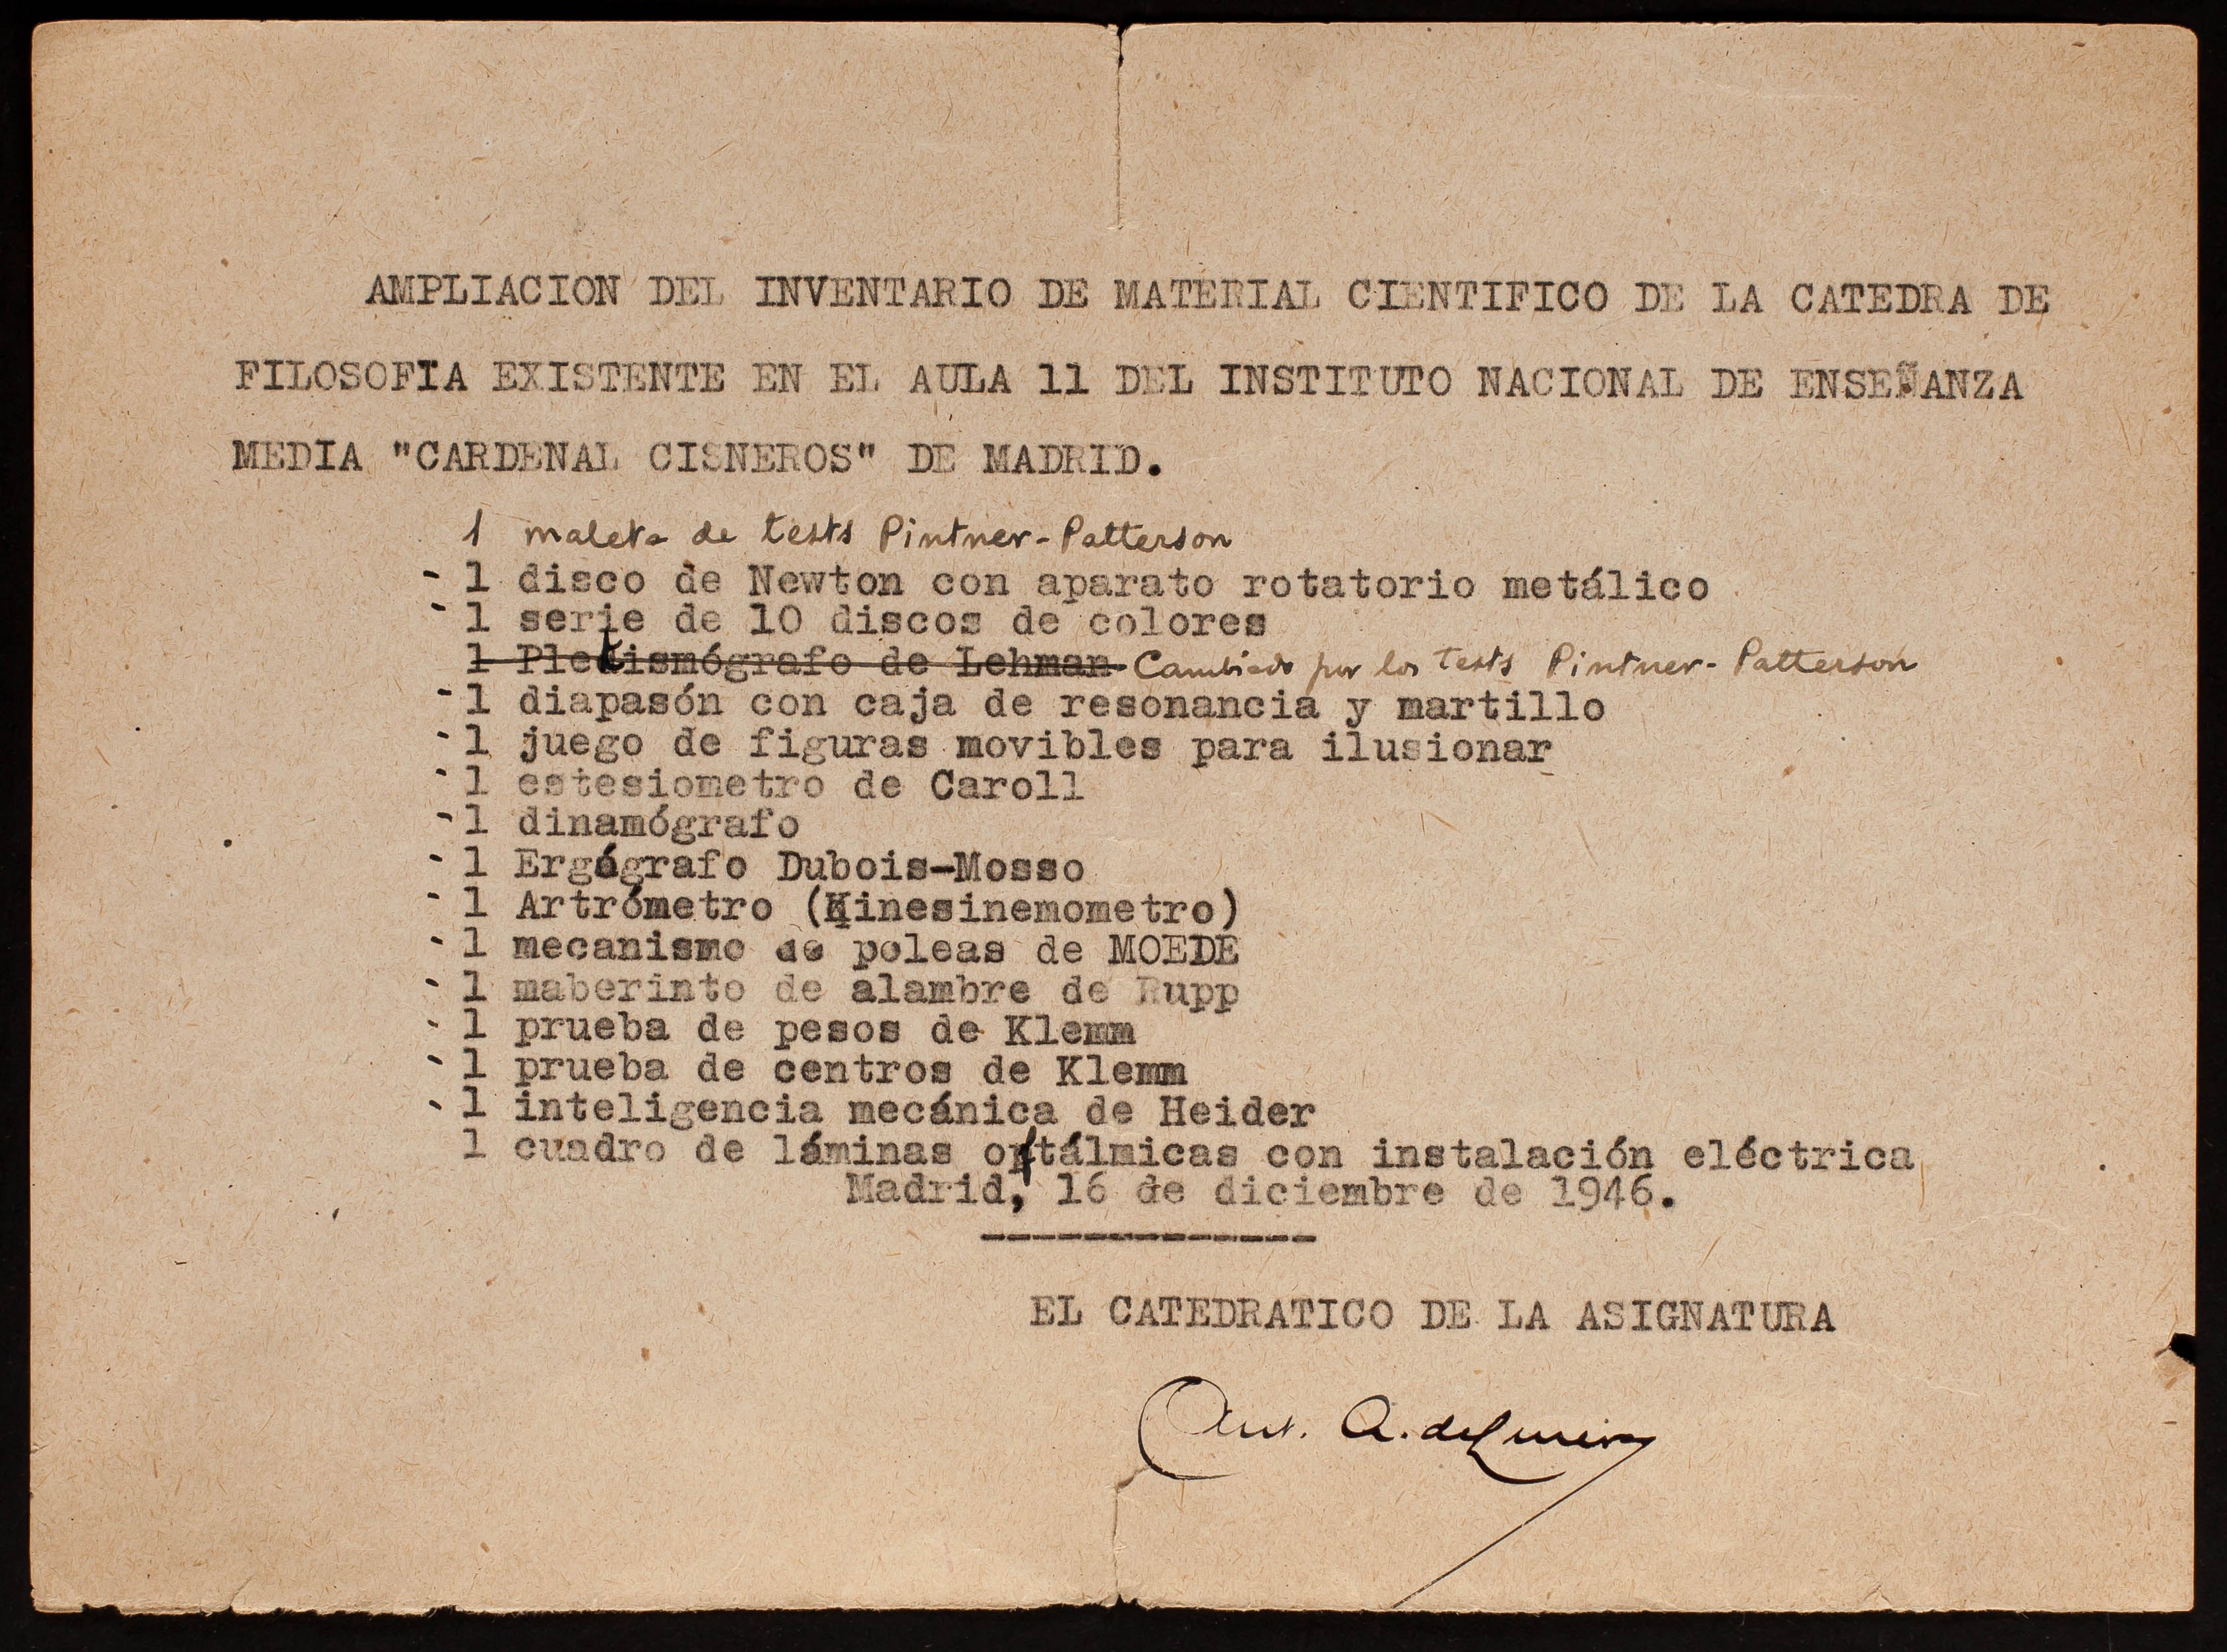 AMPLIACION DEL INVENTARIO DE MATERIAL CIENTIFICO DE LA CATEDRA DE
FILOSOFIA EXISTENTE EN EL AULA 11 DEL INSTITUTO NACIONAL DE ENSEÑANZA
MEDIA "CARDENAL CISNEROS" DE MADRID.
1 maleta de tests Pintner-Patterson
- 1 disco de Newton con aparato rotatorio metálico
- 1 serie de 10 discos de colores
1 Pletismógrafo de Lehman Cambiado por los Tests Pintner-Patterson
- 1 diapasón con caja de resonancia y martillo
- 1 juego de figuras movibles para ilusionar
- 1 estesiometro de Caroll
- 1 dinamógrafo
- 1 Ergógrafo Dubois-Mosso
- 1 Artrómetro (Kinesinemometro)
- 1 mecanismo de poleas de MOEDE
- 1 maberinto de alambre de Rupp
- 1 prueba de pesos de Klemm
- 1 prueba de centros de Klemm
- 1 inteligencia mecánica de Heider
1 cuadro de láminas oftálmicas con instalación eléctrica
Madrid, 16 de diciembre de 1946.
-------------
EL CATEDRATICO DE LA ASIGNATURA
Ant. A. de